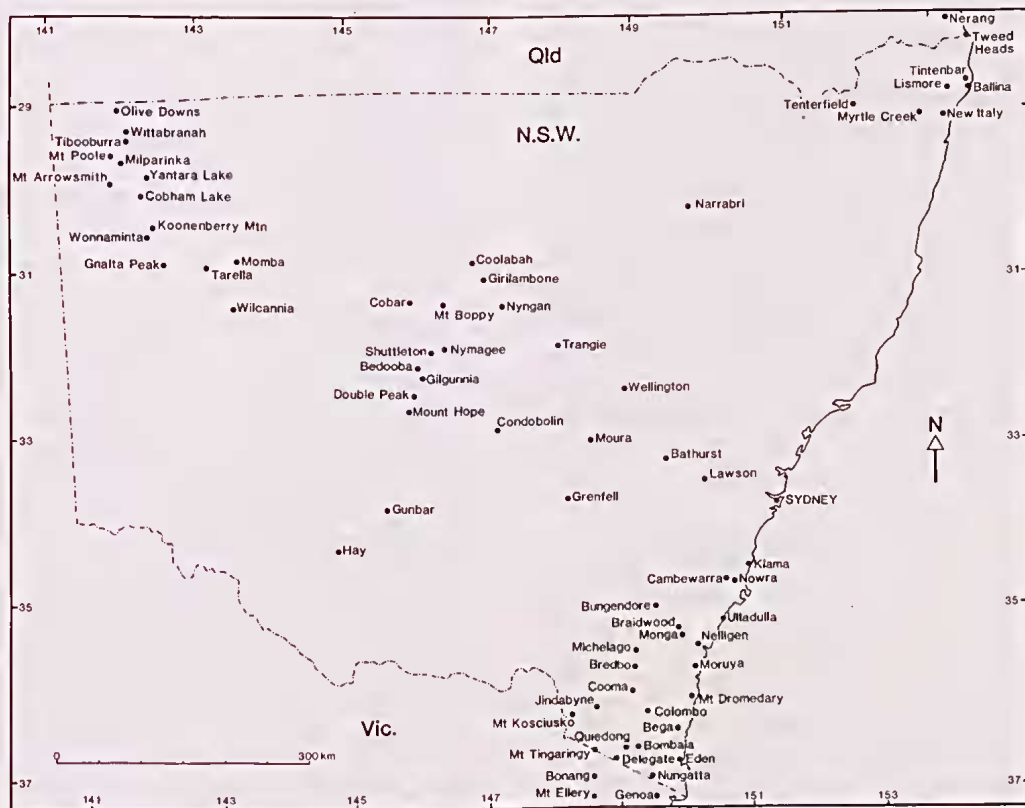 141
143
145
147
149
151
Nerang
Tweed
Heads
Qld
Tintenbar
Lismore
Ballina
29
29
Olive Downs
Tenterfield
Myrtle Creek
New Italy
N.S.W.
Wittabranah
Tibooburra
Mt Poole
Milparinka
Mt Arrowsmith
Yantara Lake
Cobham Lake
Narrabri
Koonenberry Mtn
Wonnaminta
Gnalta Peak
Momba
Tarella
Coolabah
Girilambone
31
31
Wilcannia
Cobar
Mt Boppy
Nyngan
Shuttleton
Nymagee
Trangie
Bedooba
Gilgunnia
Double Peak
Wellington
Mount Hope
Condobolin
33
33
Moura
Bathurst
N
Lawson
Grenfell
SYDNEY
Gunbar
Hay
Kiama
Cambewarra
Nowra
35
35
Bungendore
Ulladulla
Braidwood
Monga
Nelligen
Michelago
Bredbo
Moruya
Cooma
Mt Dromedary
Jindabyne
Colombo
Mt Kosciusko
Bega
Vic.
Quiedong
Bombala
0
300 km
Mt Tingaringy
Delegate
Eden
37
37
Bonang
Nungatta
Mt Ellery
Genoa
141
143
145
147
149
151
153